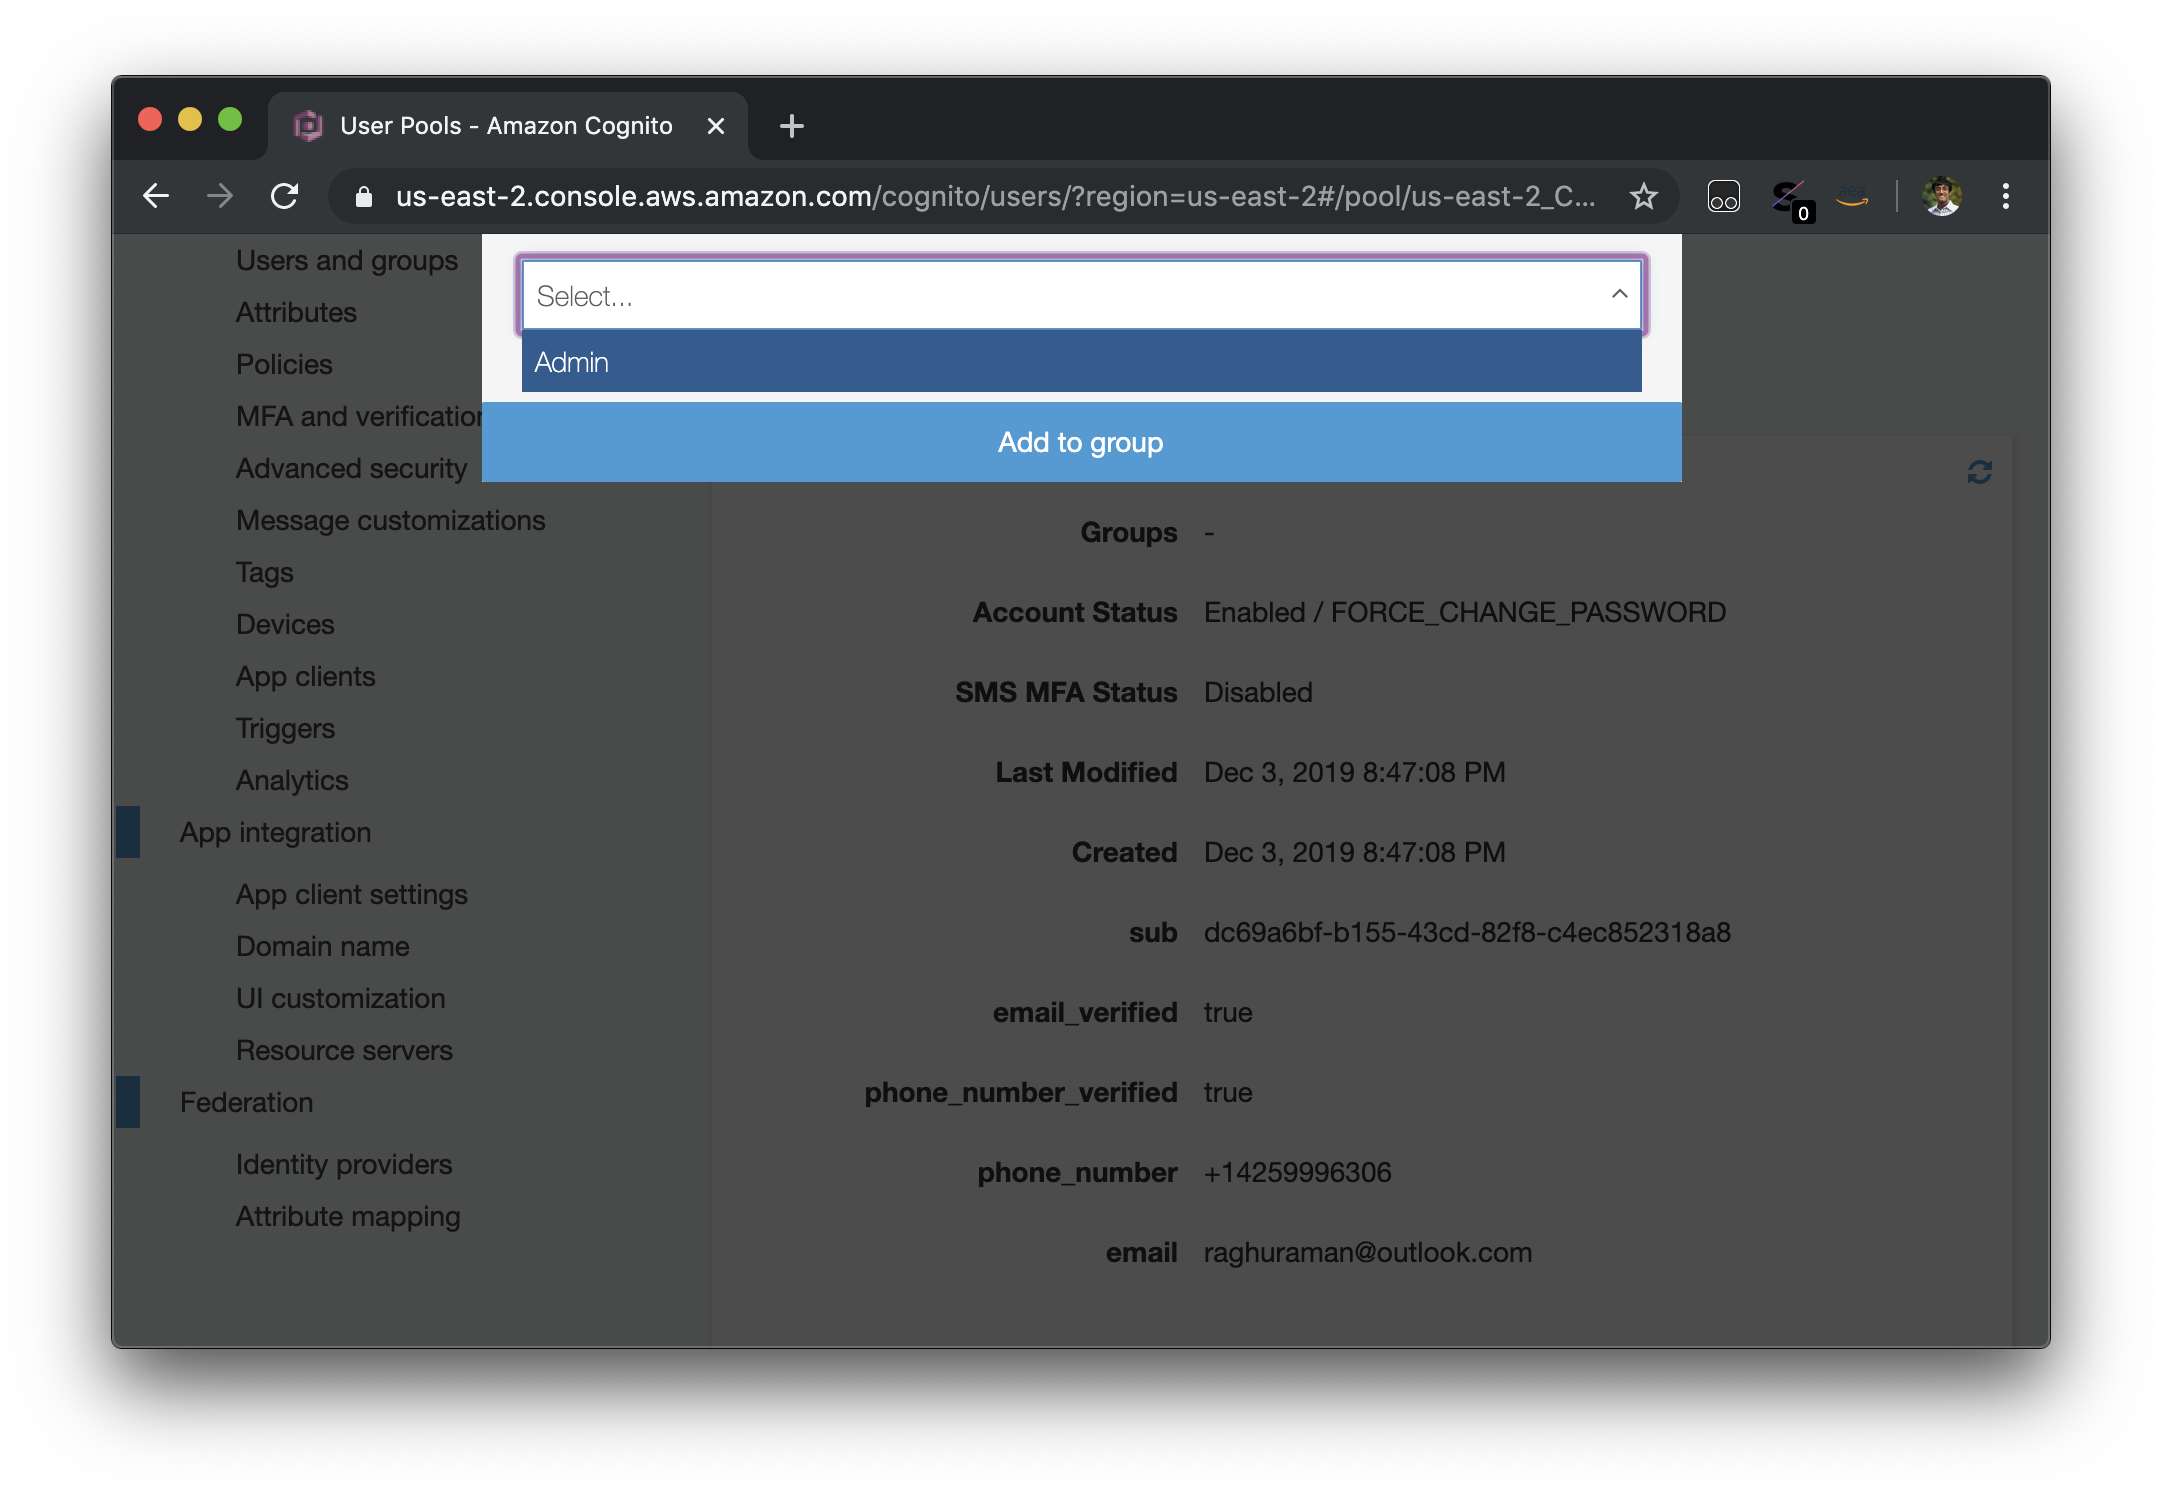 User Pools - Amazon Cognito
us-east-2.console.aws.amazon.com/cognito/users/?region=us-east-2#/pool/us-east-2_C...
0
Select...
Admin
Add to group
Users and groups
Attributes
Policies
MFA and verification
Advanced security
Message customizations
Tags
Devices
App clients
Triggers
Analytics
App integration
App client settings
Domain name
UI customization
Resource servers
Federation
Identity providers
Attribute mapping
Groups -
Account Status Enabled / FORCE_CHANGE_PASSWORD
SMS MFA Status Disabled
Last Modified Dec 3, 2019 8:47:08 PM
Created Dec 3, 2019 8:47:08 PM
sub dc69a6bf-b155-43cd-82f8-c4ec852318a8
email_verified true
phone_number_verified true
phone_number +14259996306
email raghuraman@outlook.com